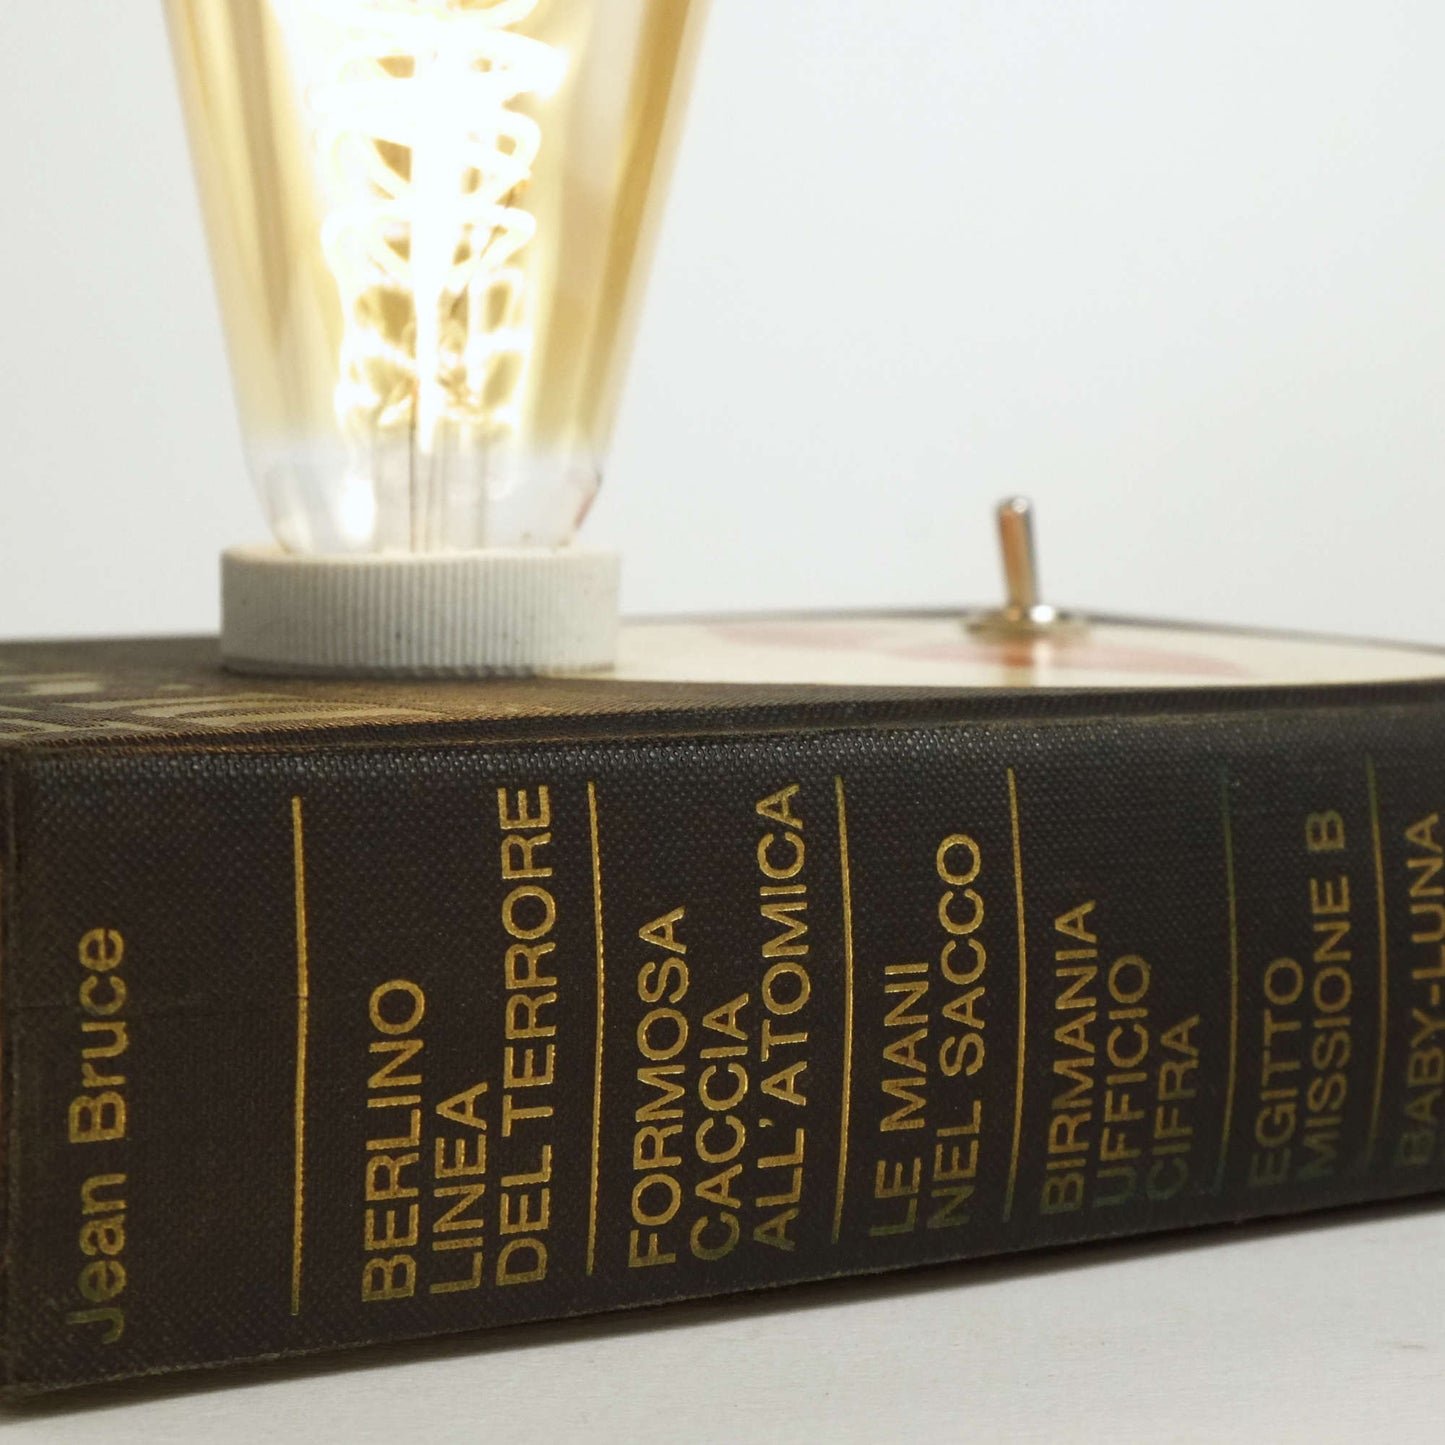 Jean Bruce
BERLINO
LINEA
DEL TERRORE
FORMOSA
CACCIA
ALL'ATOMICA
LE MANI
NEL SACCO
BIRMANIA
UFFICIO
CIFRA
EGITTO
MISSIONE B
BABY-LUNA